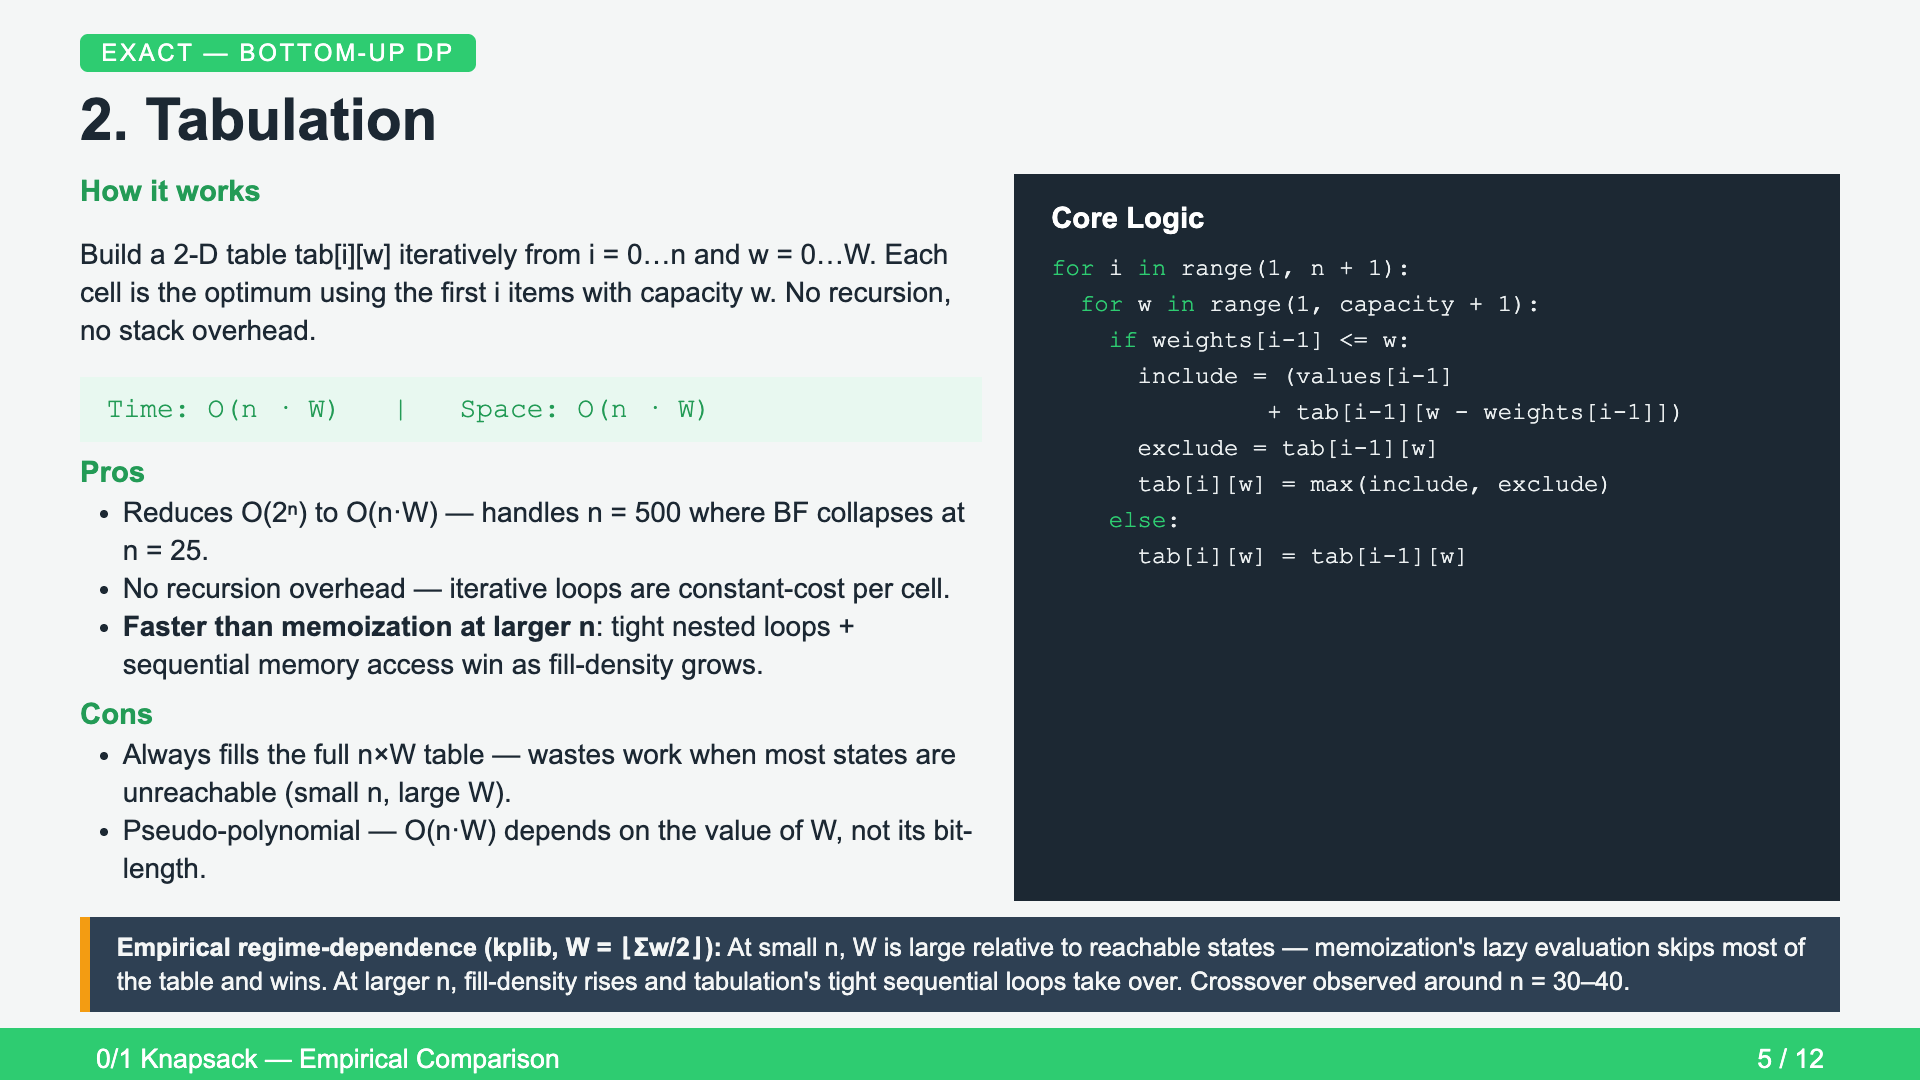 EXACT — BOTTOM-UP DP
2. Tabulation
How it works
Build a 2-D table tab[i][w] iteratively from i = 0…n and w = 0…W. Each
cell is the optimum using the first i items with capacity w. No recursion,
no stack overhead.
Time: O(n · W)   |   Space: O(n · W)
Pros
• Reduces O(2ⁿ) to O(n·W) — handles n = 500 where BF collapses at
n = 25.
• No recursion overhead — iterative loops are constant-cost per cell.
• Faster than memoization at larger n: tight nested loops +
sequential memory access win as fill-density grows.
Cons
• Always fills the full n×W table — wastes work when most states are
unreachable (small n, large W).
• Pseudo-polynomial — O(n·W) depends on the value of W, not its bit-
length.
Core Logic
for i in range(1, n + 1):
  for w in range(1, capacity + 1):
    if weights[i-1] <= w:
      include = (values[i-1]
               + tab[i-1][w - weights[i-1]])
      exclude = tab[i-1][w]
      tab[i][w] = max(include, exclude)
    else:
      tab[i][w] = tab[i-1][w]
Empirical regime-dependence (kplib, W = ⌊Σw/2⌋): At small n, W is large relative to reachable states — memoization's lazy evaluation skips most of
the table and wins. At larger n, fill-density rises and tabulation's tight sequential loops take over. Crossover observed around n = 30–40.
0/1 Knapsack — Empirical Comparison
5 / 12